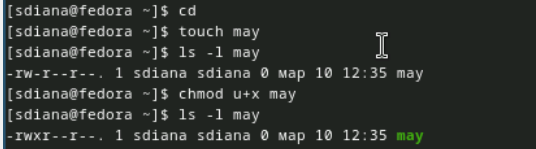 [sdiana@fedora ~]$ cd
[sdiana@fedora ~]$ touch may
[sdiana@fedora ~]$ ls -l may
-rw-r--r--. 1 sdiana sdiana 0 мар 10 12:35 may
[sdiana@fedora ~]$ chmod u+x may
[sdiana@fedora ~]$ ls -l may
-rwxr--r--. 1 sdiana sdiana 0 мар 10 12:35 may